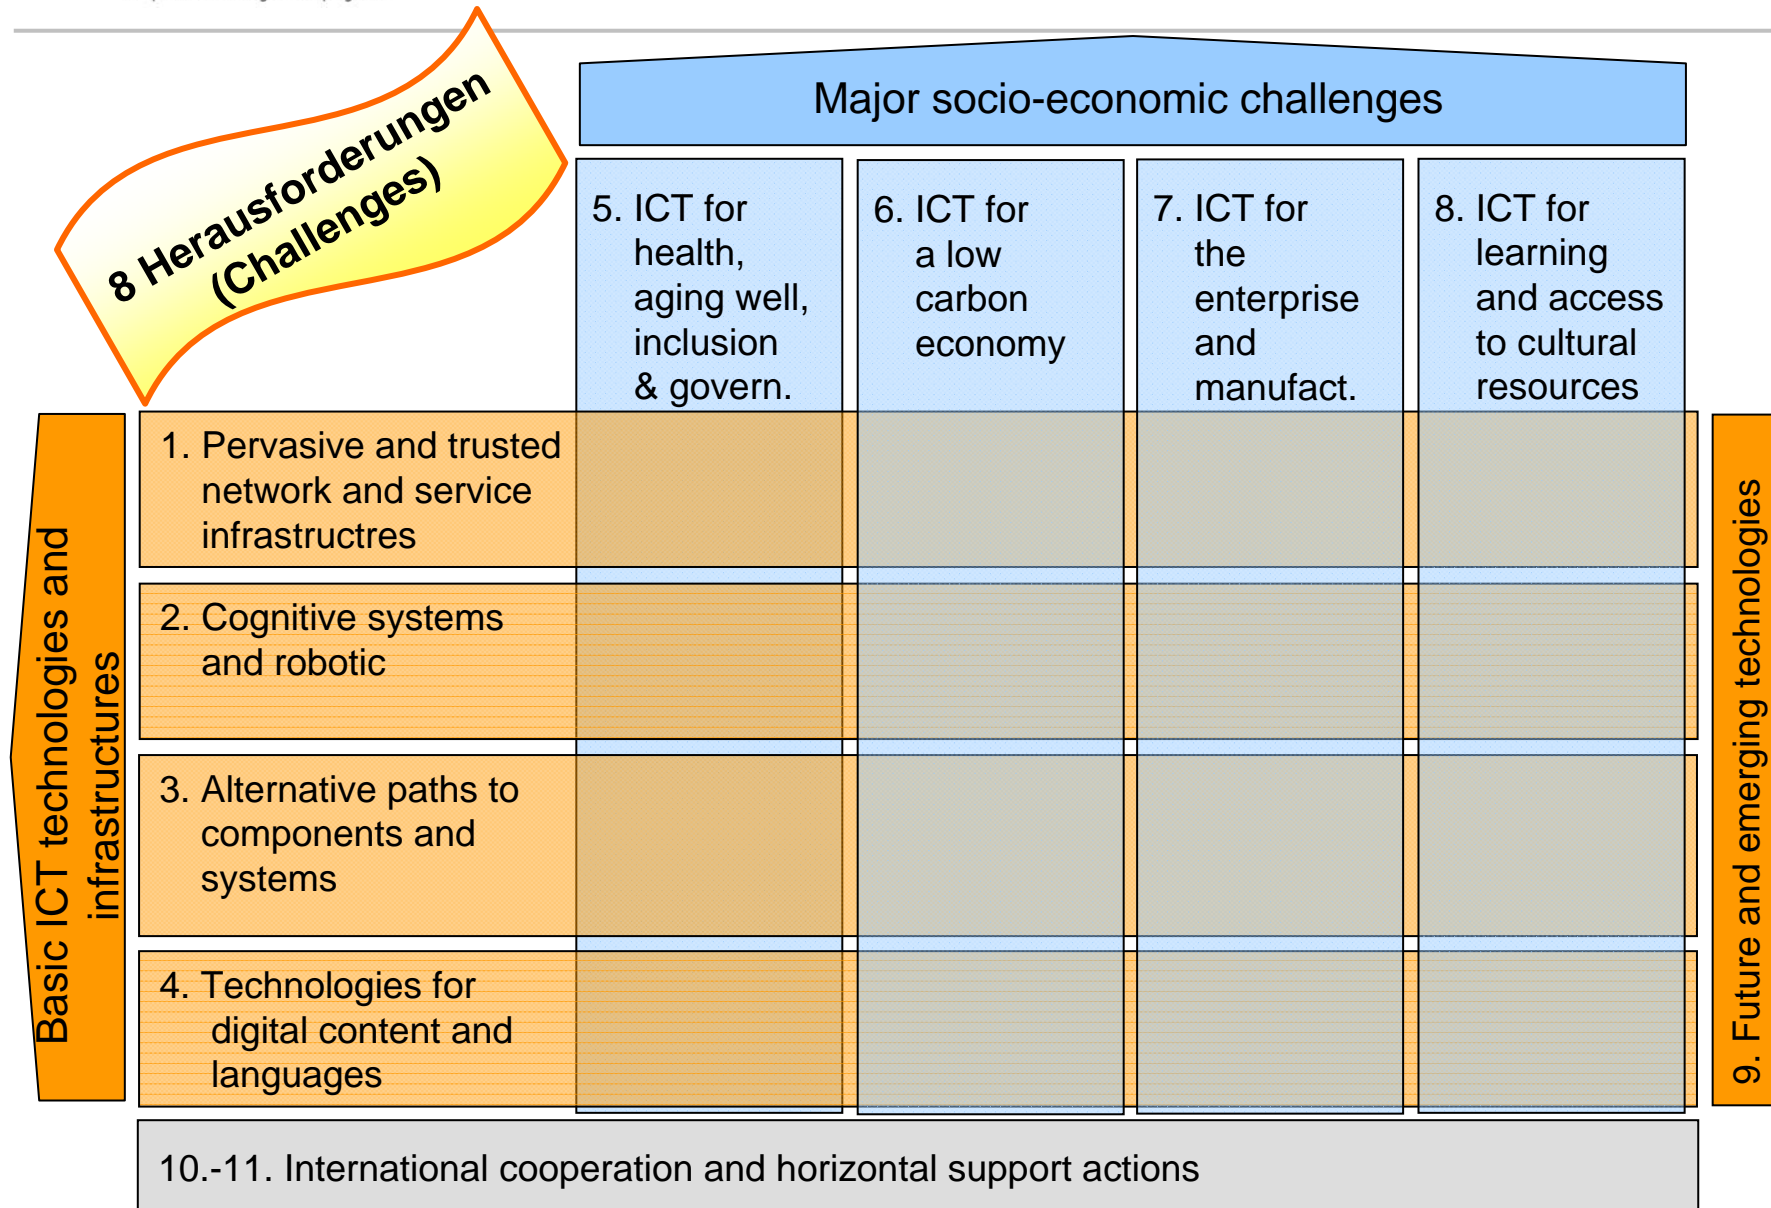 8 Herausforderungen
(Challenges)
Major socio-economic challenges
5. ICT for
health,
aging well,
inclusion
& govern.
6. ICT for
a low
carbon
economy
7. ICT for
the
enterprise
and
manufact.
8. ICT for
learning
and access
to cultural
resources
Basic ICT technologies and
infrastructures
1. Pervasive and trusted
network and service
infrastructres
2. Cognitive systems
and robotic
3. Alternative paths to
components and
systems
4. Technologies for
digital content and
languages
9. Future and emerging technologies
10.-11. International cooperation and horizontal support actions